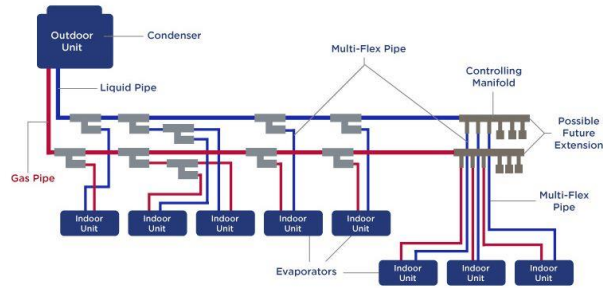 Outdoor
Unit
Condenser
Multi-Flex Pipe
Liquid Pipe
Controlling
Manifold
Possible
Future
Extension
Gas Pipe
Multi-Flex
Pipe
Indoor
Unit
Indoor
Unit
Indoor
Unit
Indoor
Unit
Indoor
Unit
Evaporators
Indoor
Unit
Indoor
Unit
Indoor
Unit